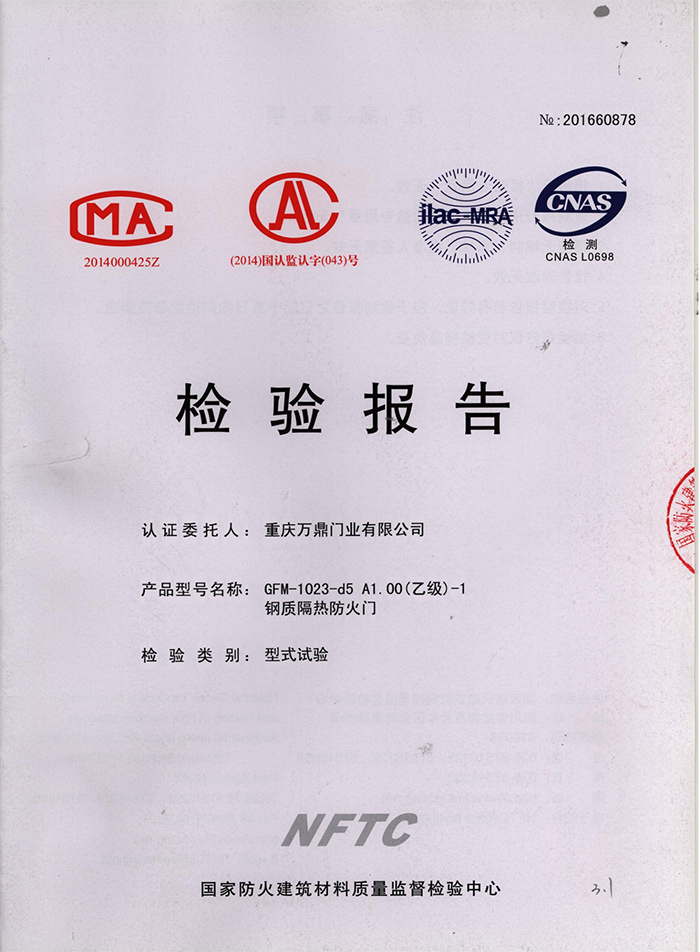 №:201660878
MA
2014000425Z
AL
(2014)国认监认字(043)号
ilac-MRA
CNAS
检 测
CNAS L0698
检验报告
认证委托人：重庆万鼎门业有限公司
产品型号名称：GFM-1023-d5 A1.00(乙级)-1
钢质隔热防火门
检验类别：型式试验
NFTC
国家防火建筑材料质量监督检验中心
3.1